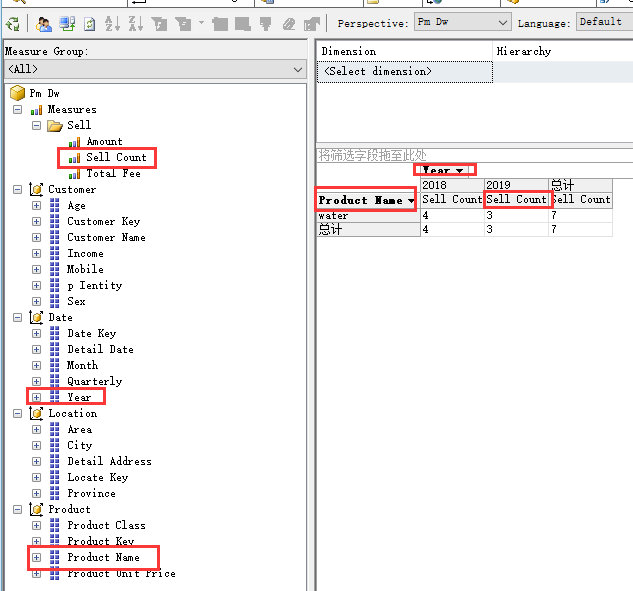 Perspective: Pm Dw Language: Default
Measure Group:
<All>
Pm Dw
Measures
Sell
Amount
Sell Count
Total Fee
Customer
Age
Customer Key
Customer Name
Income
Mobile
p Ientity
Sex
Date
Date Key
Detail Date
Month
Quarterly
Year
Location
Area
City
Detail Address
Locate Key
Province
Product
Product Class
Product Key
Product Name
Product Unit Price
Dimension Hierarchy
<Select dimension>
将筛选字段拖至此处
Year
2018 2019 总计
Product Name Sell Count Sell Count Sell Count
water 4 3 7
总计 4 3 7